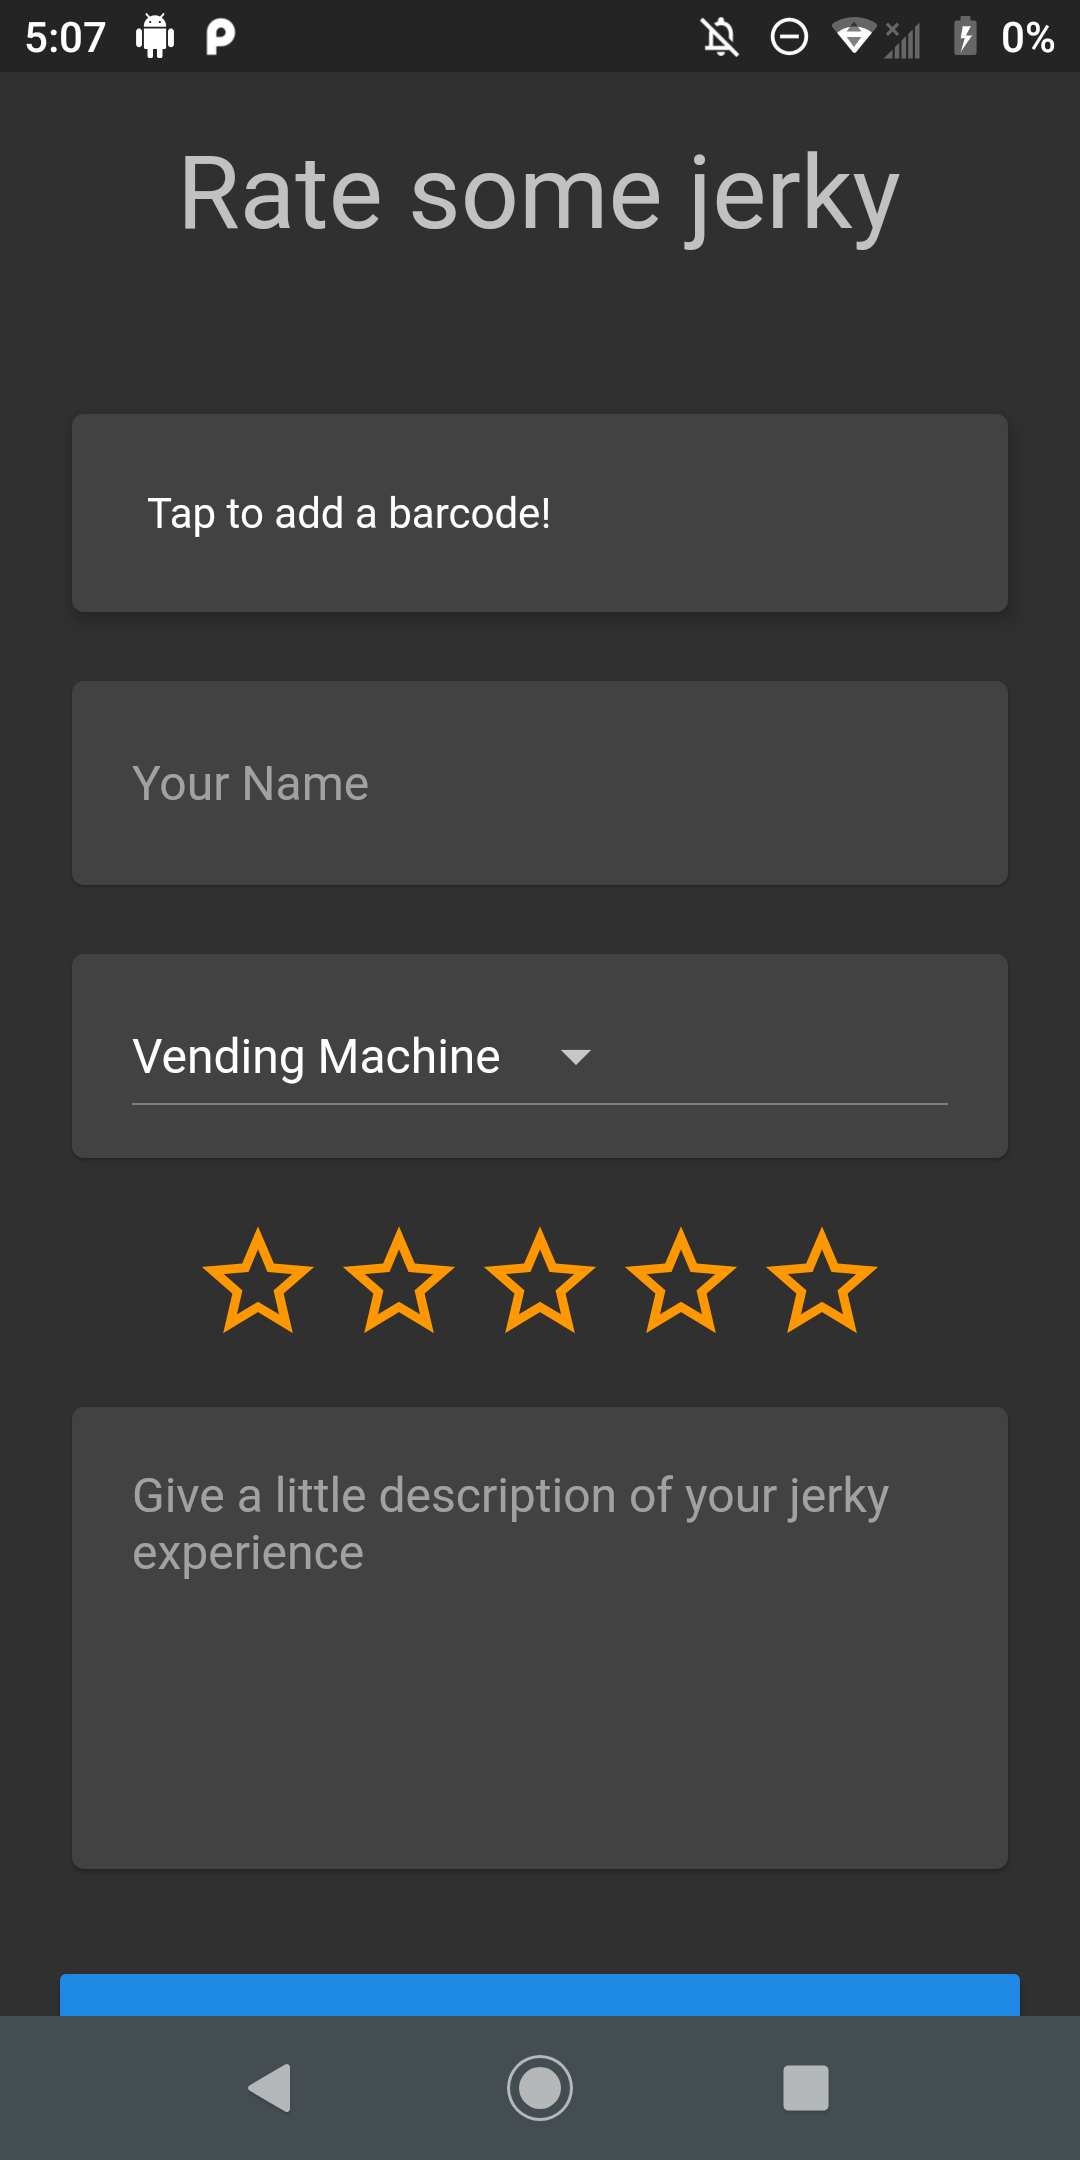 5:07
0%
Rate some jerky
Tap to add a barcode!
Your Name
Vending Machine
Give a little description of your jerky
experience